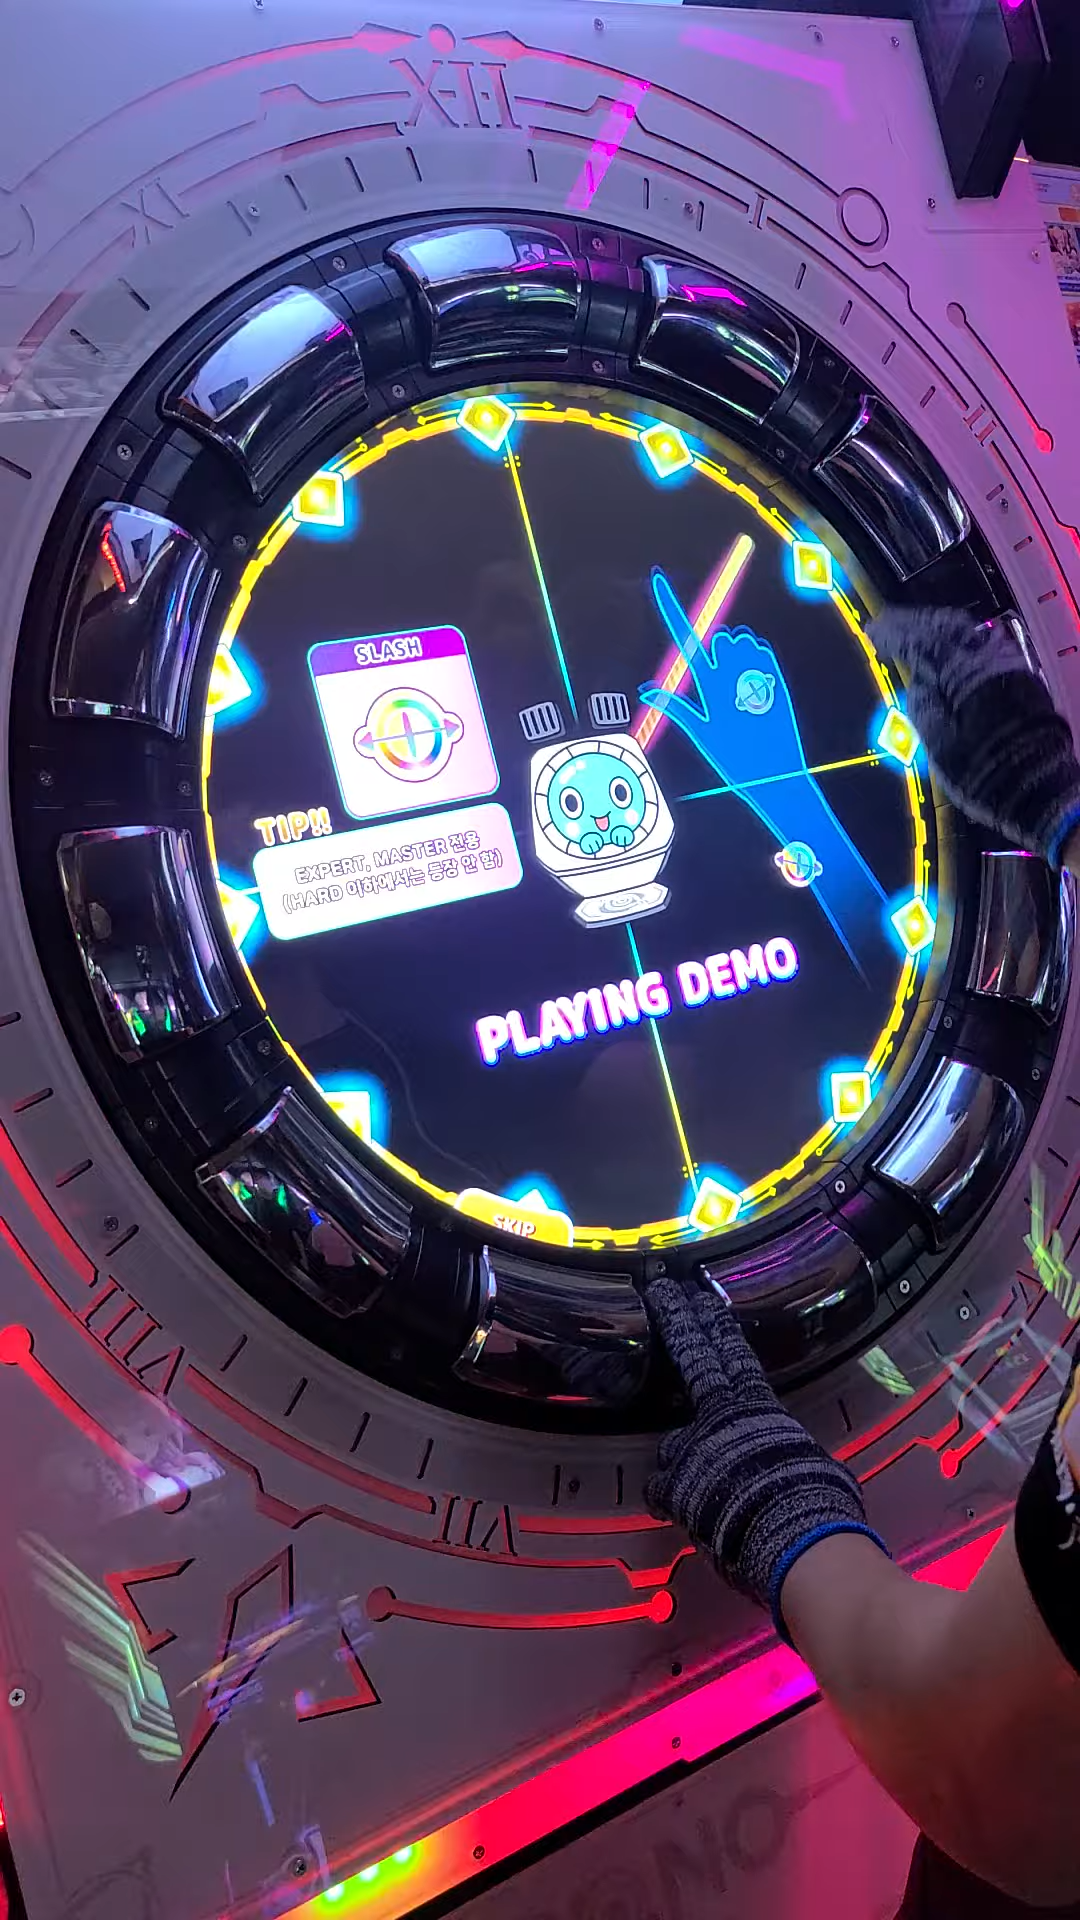 XII
XI
I
II
SLASH
TIP!!
EXPERT, MASTER 전용
(HARD 이하에서는 등장 안 함)
PLAYING DEMO
SKIP
VIII
VII